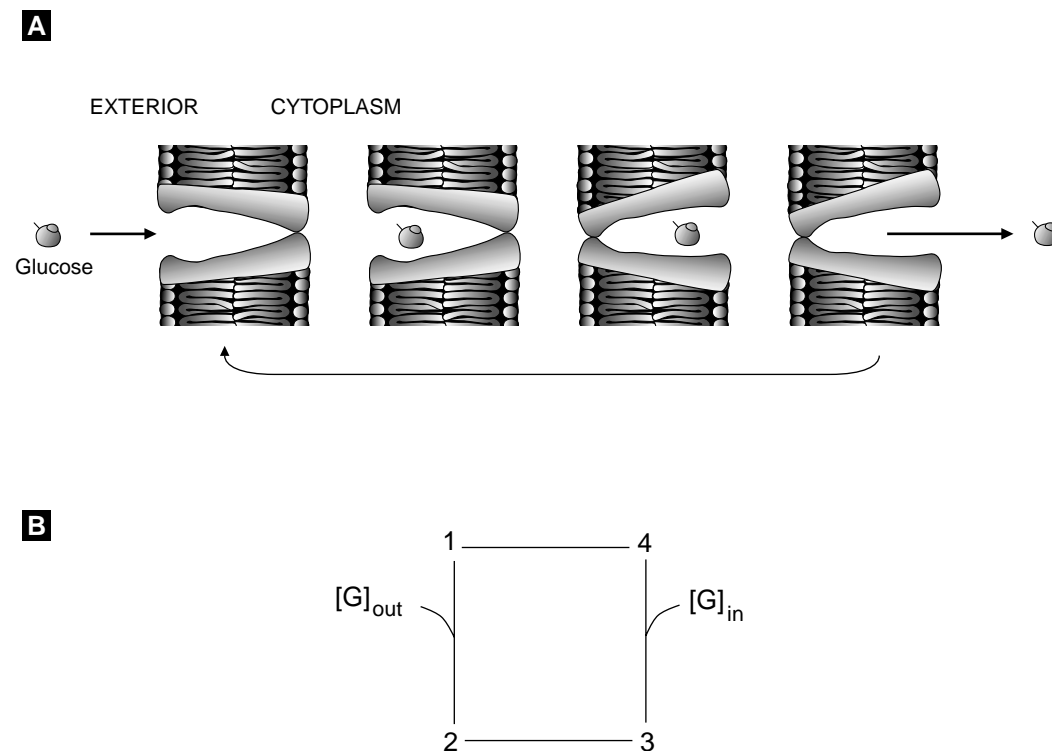 A
EXTERIOR CYTOPLASM
Glucose
B
1 4
[G]out [G]in
2 3